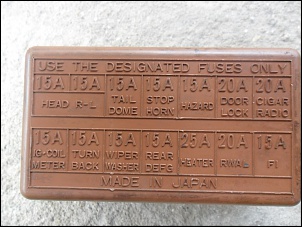 USE THE DESIGNATED FUSES ONLY
15A 15A 15A 15A 15A 20A 20A
HEAD R-L TAIL STOP HAZARD DOOR CIGAR
DOME HORN LOCK RADIO
15A 15A 15A 15A 25A 20A 15A
IG-COIL TURN WIPER REAR HEATER RWAL FI
METER BACK WASHER DEFG
MADE IN JAPAN